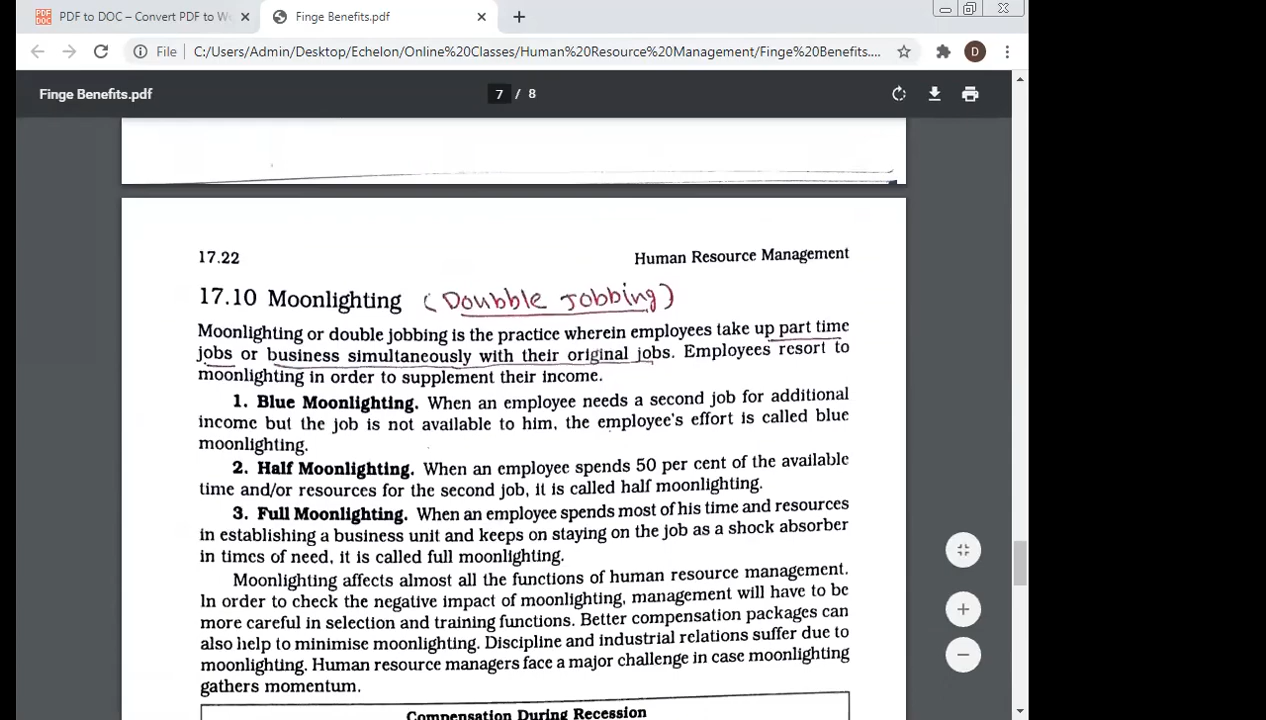 PDF to DOC – Convert PDF to W
Finge Benefits.pdf
File C:/Users/Admin/Desktop/Echelon/Online%20Classes/Human%20Resource%20Management/Finge%20Benefits....
D
Finge Benefits.pdf
7 / 8
17.22 Human Resource Management
17.10 Moonlighting (Doubble Jobbing)
Moonlighting or double jobbing is the practice wherein employees take up part time
jobs or business simultaneously with their original jobs. Employees resort to
moonlighting in order to supplement their income.
1. Blue Moonlighting. When an employee needs a second job for additional
income but the job is not available to him, the employee's effort is called blue
moonlighting.
2. Half Moonlighting. When an employee spends 50 per cent of the available
time and/or resources for the second job, it is called half moonlighting.
3. Full Moonlighting. When an employee spends most of his time and resources
in establishing a business unit and keeps on staying on the job as a shock absorber
in times of need, it is called full moonlighting.
Moonlighting affects almost all the functions of human resource management.
In order to check the negative impact of moonlighting, management will have to be
more careful in selection and training functions. Better compensation packages can
also help to minimise moonlighting. Discipline and industrial relations suffer due to
moonlighting. Human resource managers face a major challenge in case moonlighting
gathers momentum.
Compensation During Recession